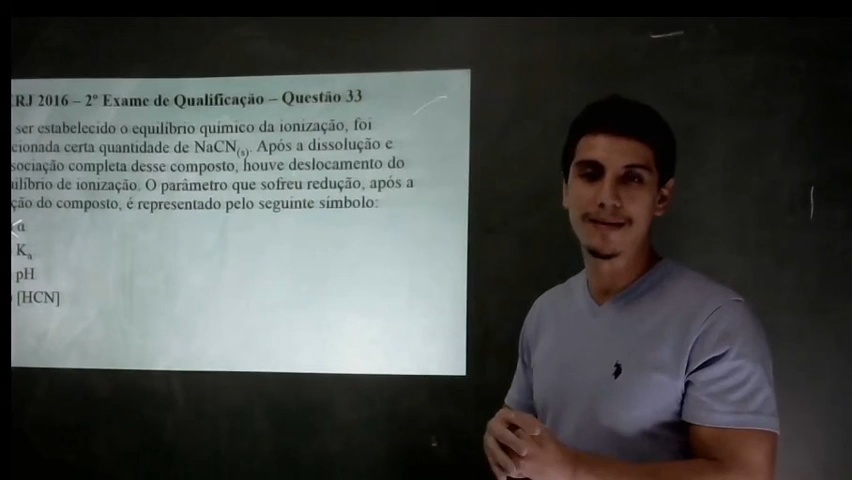 RJ 2016 – 2º Exame de Qualificação – Questão 33
ser estabelecido o equilíbrio químico da ionização, foi
cionada certa quantidade de NaCN(s). Após a dissolução e
sociação completa desse composto, houve deslocamento do
ilíbrio de ionização. O parâmetro que sofreu redução, após a
ção do composto, é representado pelo seguinte símbolo:
α
Ka
pH
[HCN]